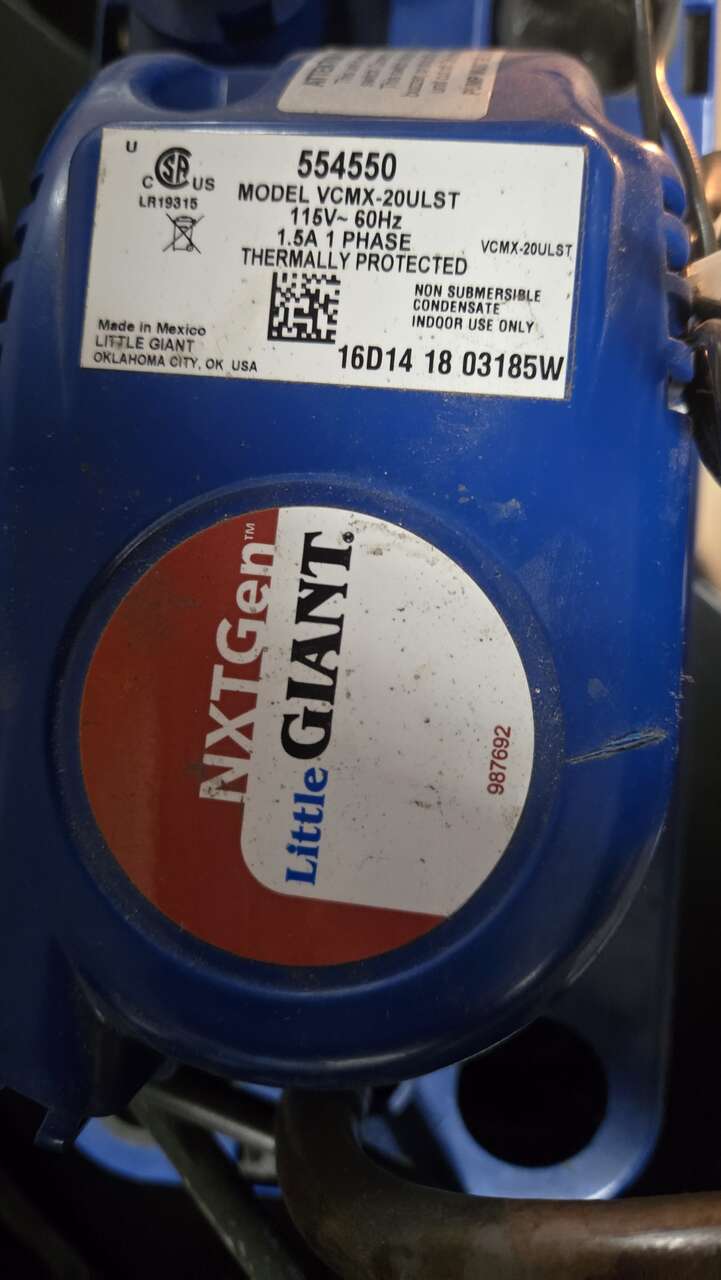 ATTENTION
554550
U
C US
LR19315
MODEL VCMX-20ULST
115V~ 60Hz
1.5A 1 PHASE
VCMX-20ULST
THERMALLY PROTECTED
NON SUBMERSIBLE
CONDENSATE
INDOOR USE ONLY
Made in Mexico
LITTLE GIANT
OKLAHOMA CITY, OK USA
16D14 18 03185W
NXTGen™
Little GIANT®
987692